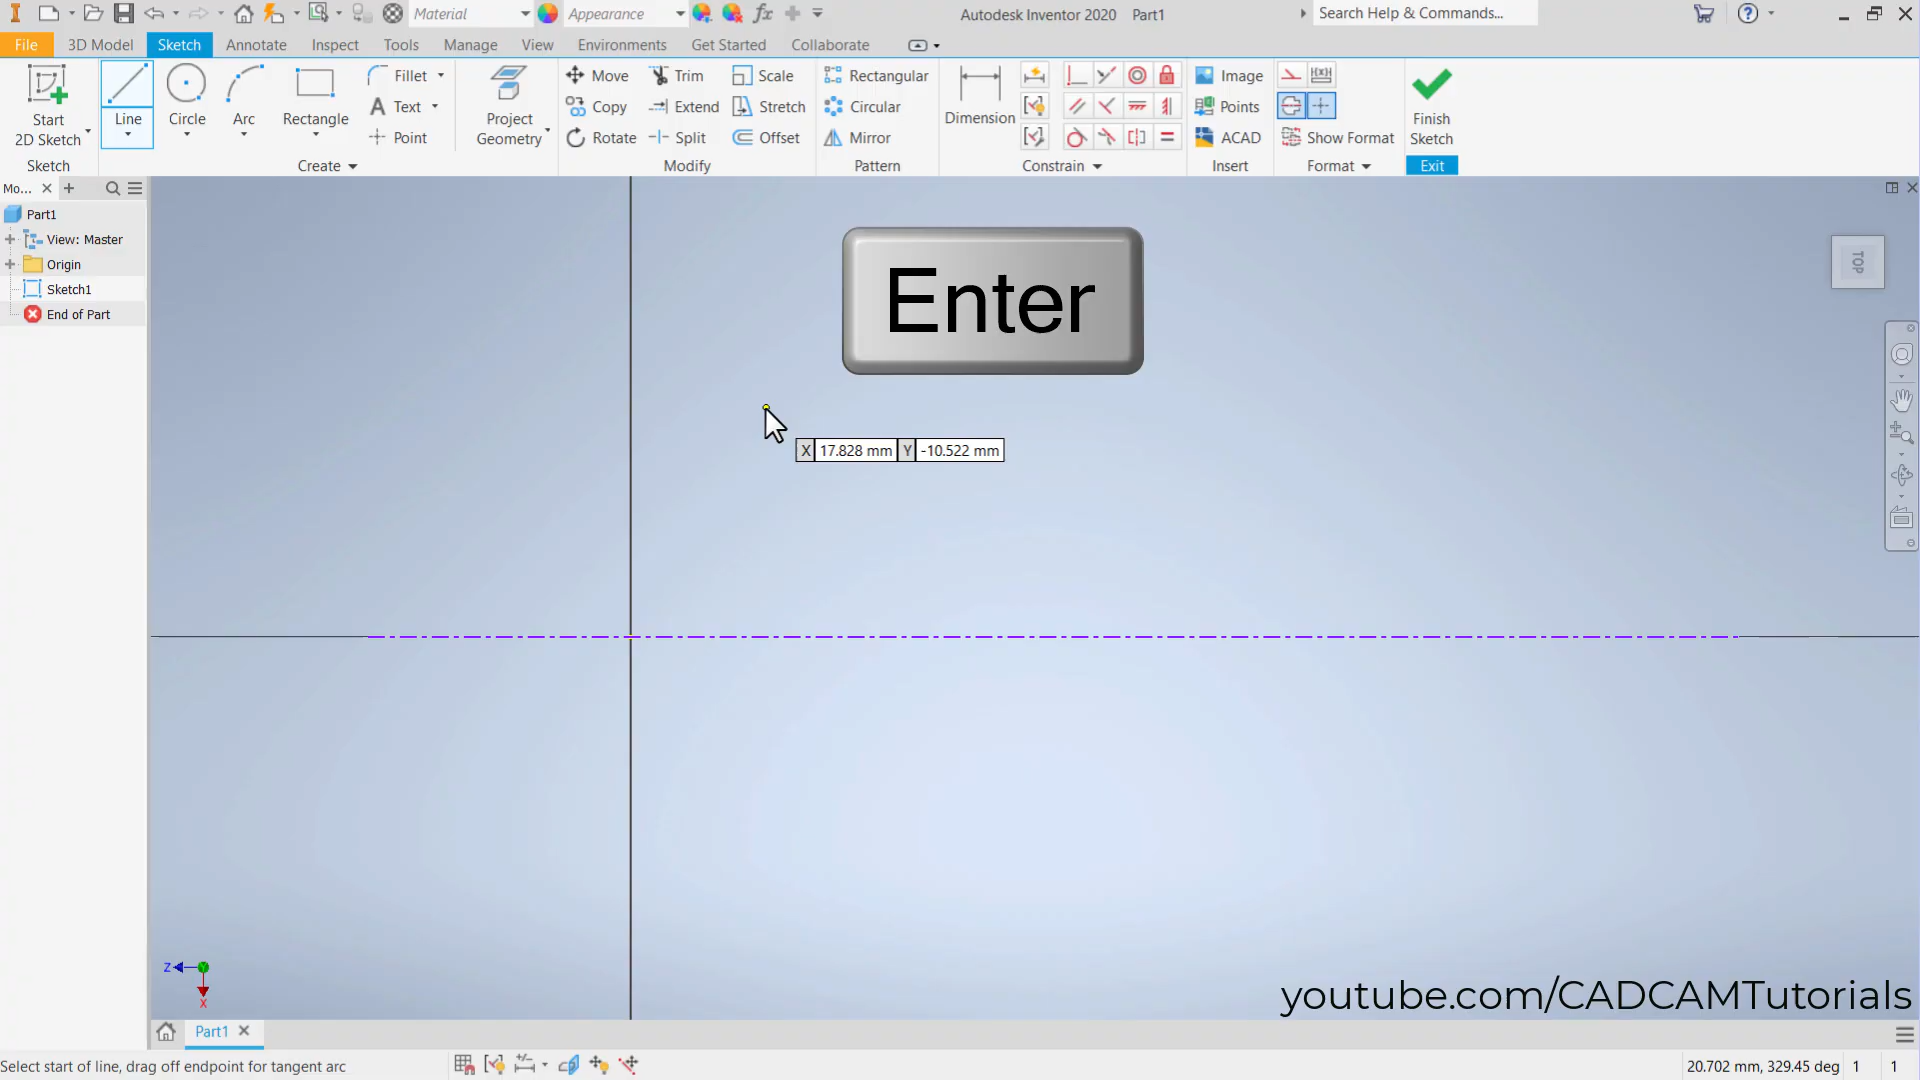 Material
Appearance
fx
Autodesk Inventor 2020 Part1
Search Help & Commands...
File 3D Model Sketch Annotate Inspect Tools Manage View Environments Get Started Collaborate
Start
2D Sketch
Line
Circle
Arc
Rectangle
Fillet
Text
Point
Project
Geometry
Move
Copy
Rotate
Trim
Extend
Split
Scale
Stretch
Offset
Rectangular
Circular
Mirror
Dimension
Image
Points
ACAD
Show Format
Finish
Sketch
Sketch
Create
Modify
Pattern
Constrain
Insert
Format
Exit
Mo...
Part1
View: Master
Origin
Sketch1
End of Part
Enter
TOP
X 17.828 mm Y -10.522 mm
Z
Y
X
youtube.com/CADCAMTutorials
Part1
Select start of line, drag off endpoint for tangent arc
20.702 mm, 329.45 deg 1 1